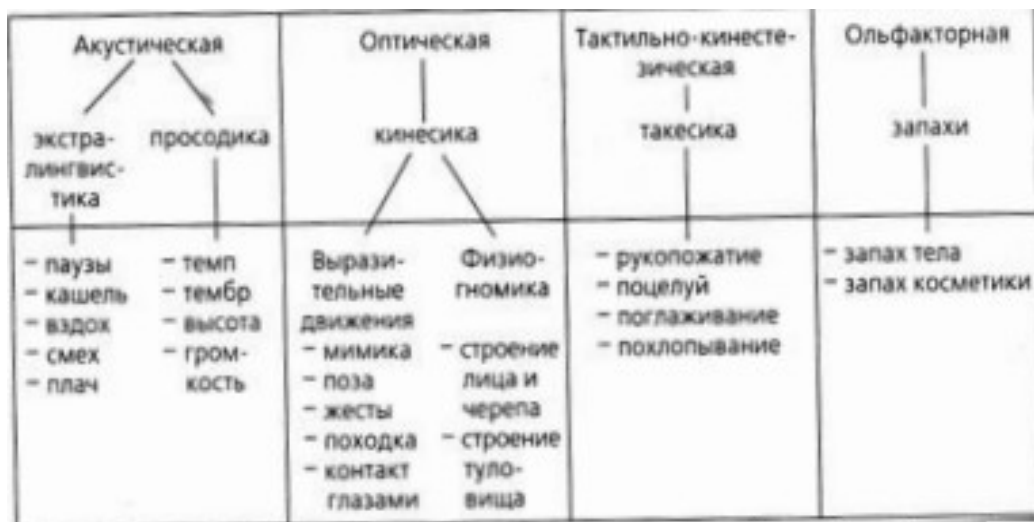 Акустическая
экстра-
лингвис-
тика
просодика
– паузы
– кашель
– вздох
– смех
– плач
– темп
– тембр
– высота
– гром-
кость
Оптическая
кинесика
Вырази-
тельные
движения
– мимика
– поза
– жесты
– походка
– контакт
глазами
Физио-
гномика
– строение
лица и
черепа
– строение
туло-
вища
Тактильно-кинесте-
зическая
такесика
– рукопожатие
– поцелуй
– поглаживание
– похлопывание
Ольфакторная
запахи
– запах тела
– запах косметики